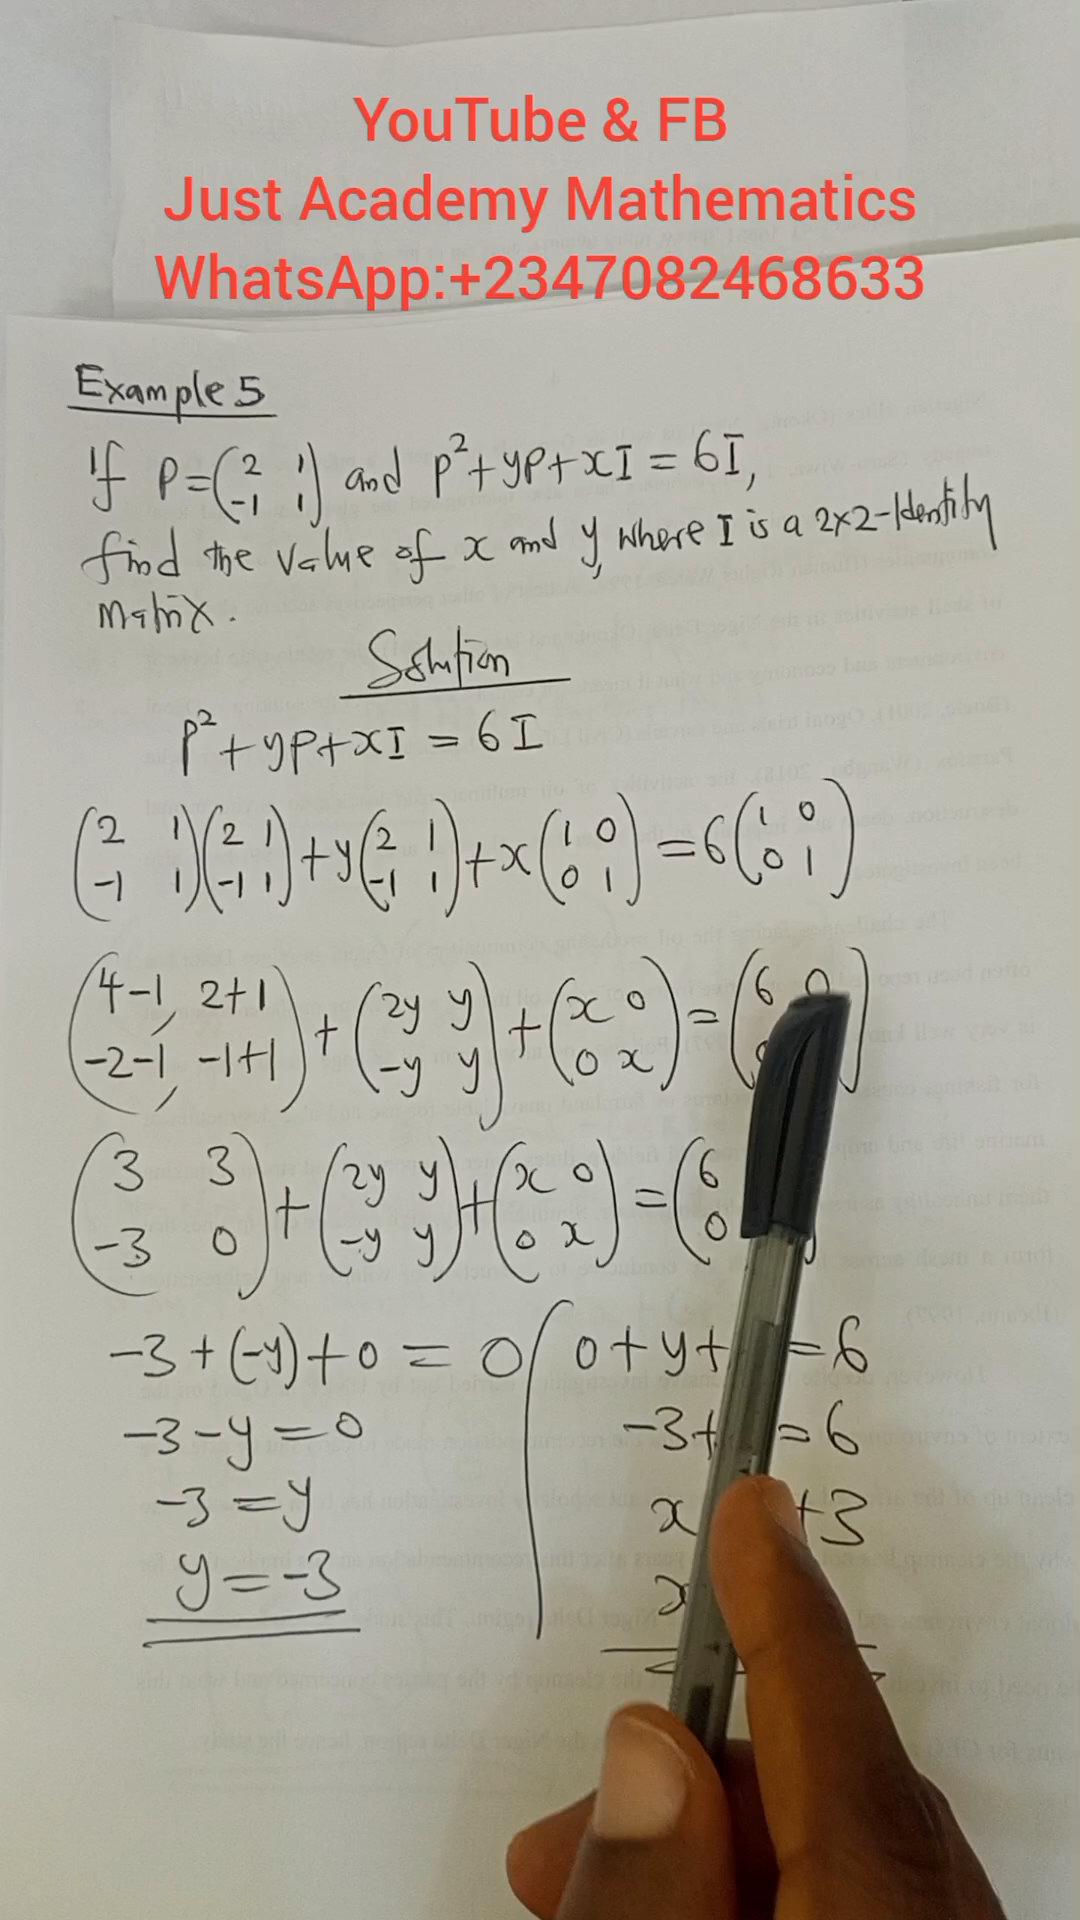 YouTube & FB
Just Academy Mathematics
WhatsApp:+2347082468633
Example 5
If P=(2 1
-1 1) and P²+yP+xI = 6I,
find the value of x and y, where I is a 2x2-Identity
Matrix.
Solution
P²+yP+xI = 6I
(2 1
-1 1)(2 1
-1 1)+y(2 1
-1 1)+x(1 0
0 1)=6(1 0
0 1)
(4-1, 2+1
-2-1, -1+1)+(2y y
-y y)+(x 0
0 x)=(6 0
)
(3 3
-3 0)+(2y y
-y y)+(x 0
0 x)=(6
0
-3+(-y)+0=0
-3-y=0
-3=y
y=-3
0+y+ =6
-3+ =6
x +3
x